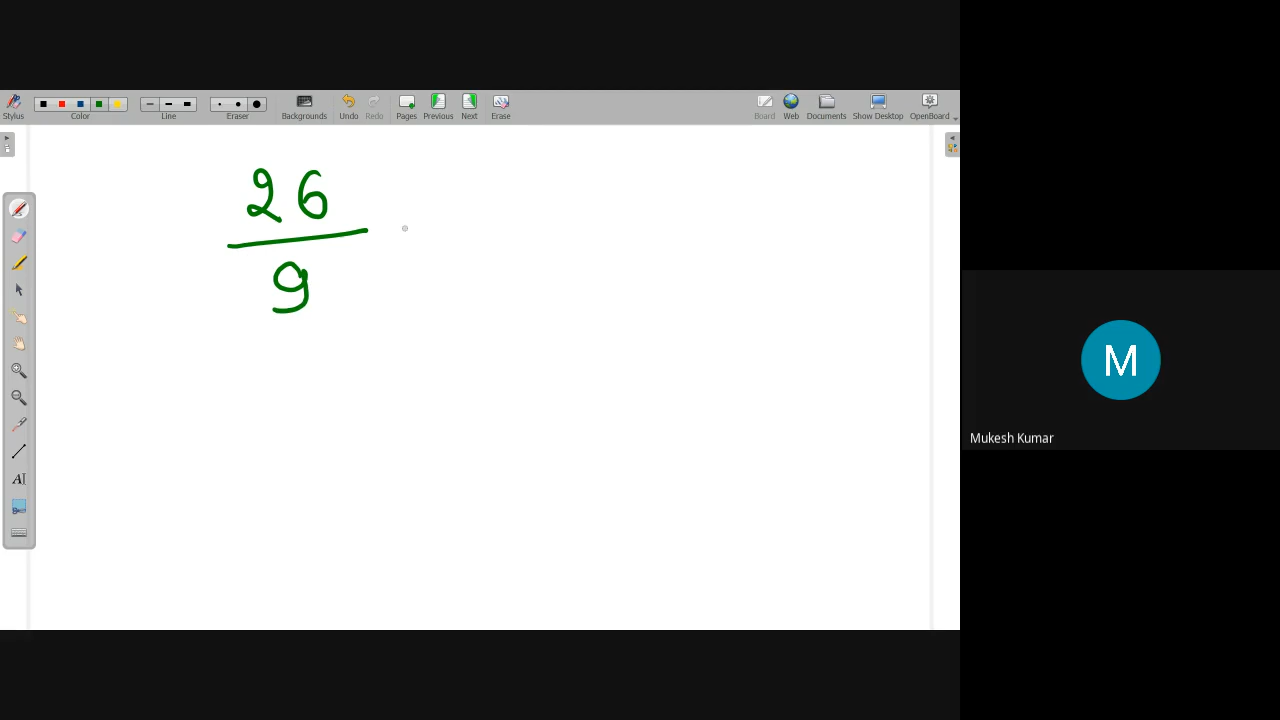 Stylus Color Line Eraser Backgrounds Undo Redo Pages Previous Next Erase Board Web Documents Show Desktop OpenBoard
26
9
AI
M
Mukesh Kumar